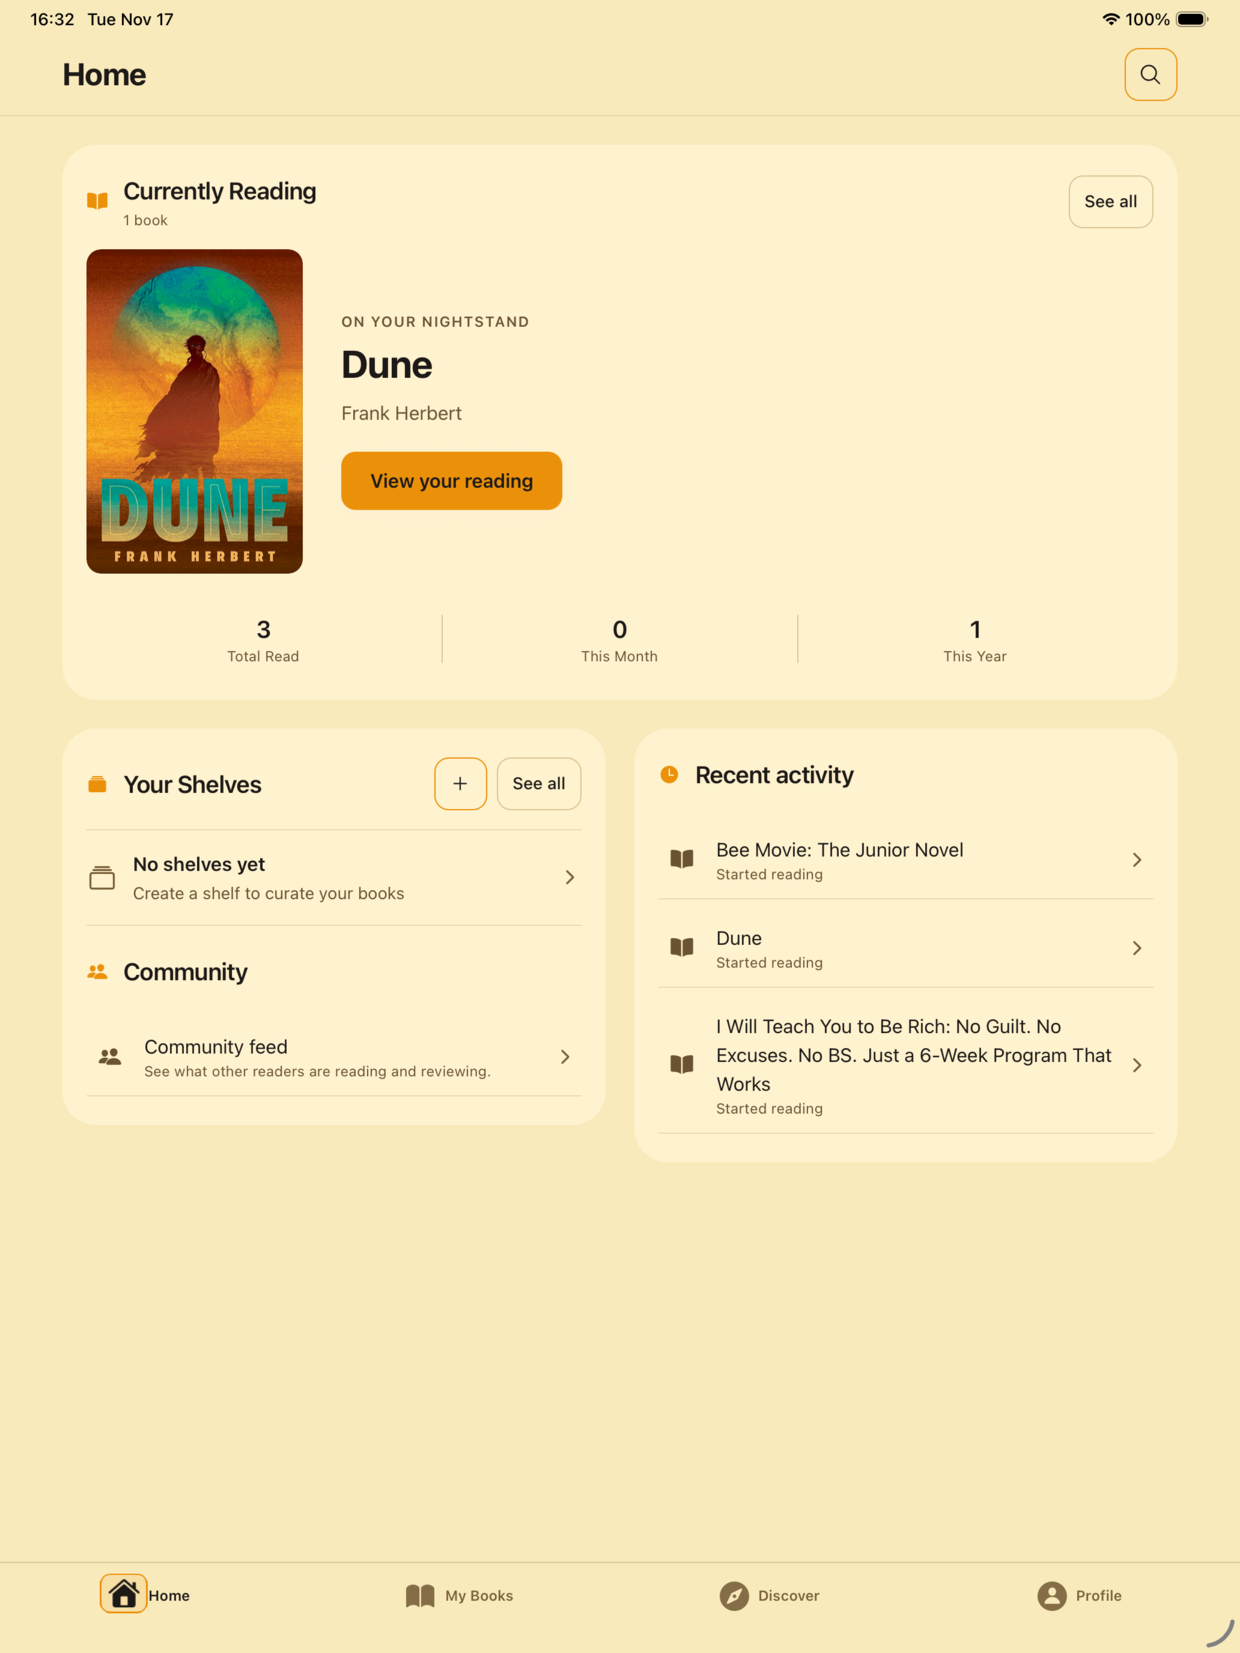 16:32 Tue Nov 17
100%
Home
Currently Reading
1 book
See all
DUNE
FRANK HERBERT
ON YOUR NIGHTSTAND
Dune
Frank Herbert
View your reading
3
Total Read
0
This Month
1
This Year
Your Shelves
+
See all
No shelves yet
Create a shelf to curate your books
Community
Community feed
See what other readers are reading and reviewing.
Recent activity
Bee Movie: The Junior Novel
Started reading
Dune
Started reading
I Will Teach You to Be Rich: No Guilt. No
Excuses. No BS. Just a 6-Week Program That
Works
Started reading
Home
My Books
Discover
Profile